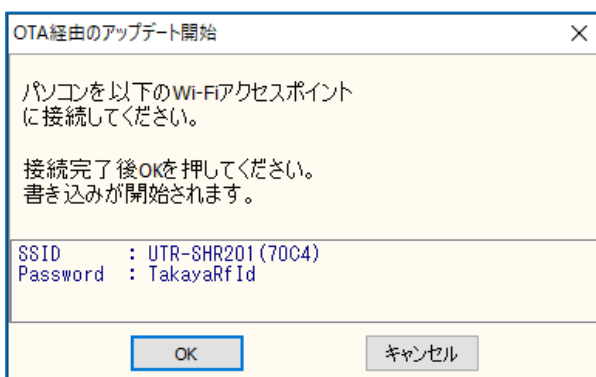 OTA経由のアップデート開始
パソコンを以下のWi-Fiアクセスポイント
に接続してください。
接続完了後OKを押してください。
書き込みが開始されます。
SSID : UTR-SHR201(70C4)
Password : TakayaRfId
OK
キャンセル